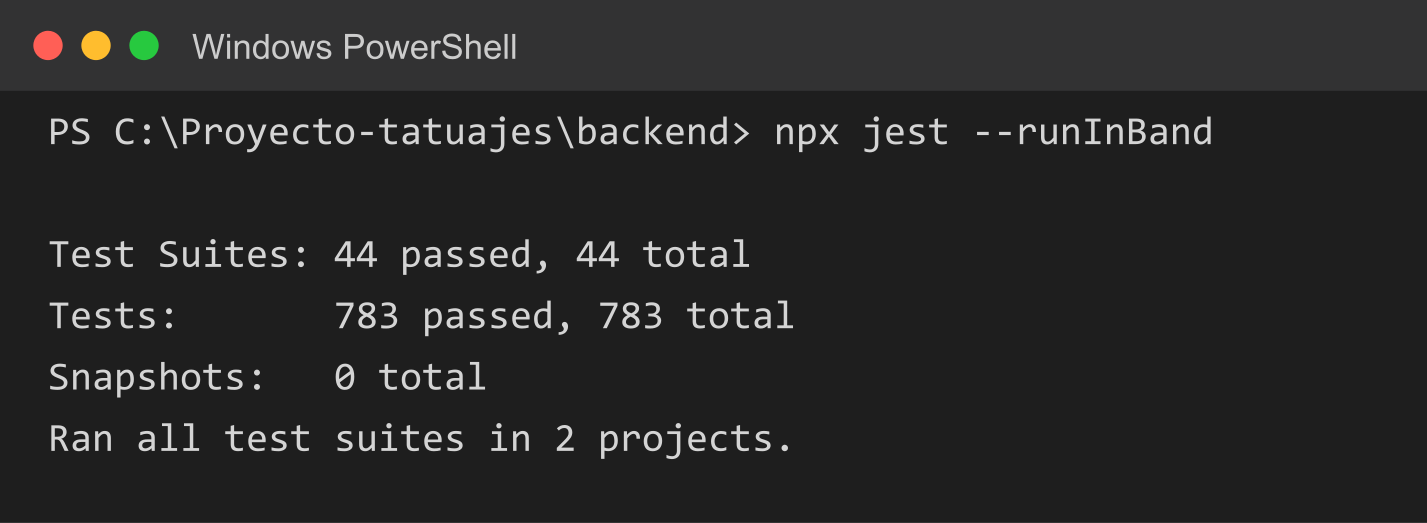 Windows PowerShell
PS C:\Proyecto-tatuajes\backend> npx jest --runInBand
Test Suites: 44 passed, 44 total
Tests:       783 passed, 783 total
Snapshots:   0 total
Ran all test suites in 2 projects.